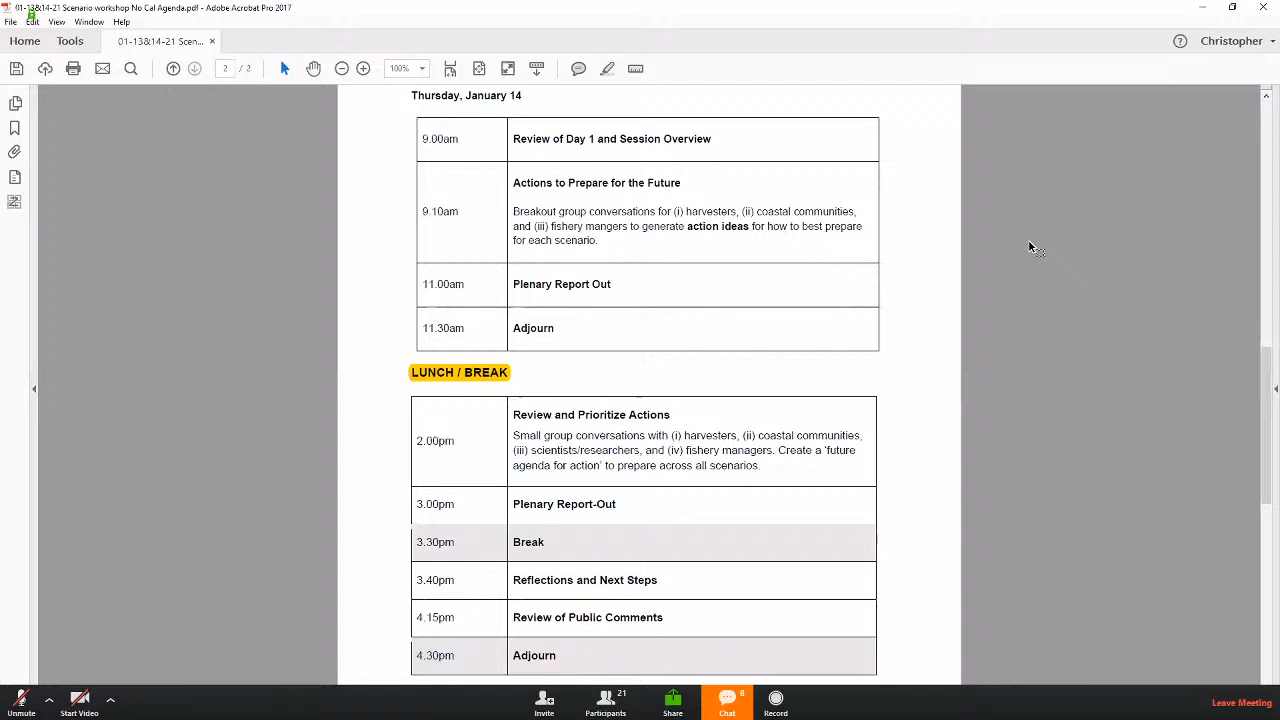 01-13&14-21 Scenario workshop No Cal Agenda.pdf - Adobe Acrobat Pro 2017
File Edit View Window Help
Home Tools 01-13&14-21 Scen... × Christopher
2 / 2 100%
Thursday, January 14
9.00am Review of Day 1 and Session Overview
Actions to Prepare for the Future
9.10am Breakout group conversations for (i) harvesters, (ii) coastal communities,
and (iii) fishery mangers to generate action ideas for how to best prepare
for each scenario.
11.00am Plenary Report Out
11.30am Adjourn
LUNCH / BREAK
Review and Prioritize Actions
2.00pm Small group conversations with (i) harvesters, (ii) coastal communities,
(iii) scientists/researchers, and (iv) fishery managers. Create a 'future
agenda for action' to prepare across all scenarios.
3.00pm Plenary Report-Out
3.30pm Break
3.40pm Reflections and Next Steps
4.15pm Review of Public Comments
4.30pm Adjourn
21 8
Unmute Start Video Invite Participants Share Chat Record Leave Meeting